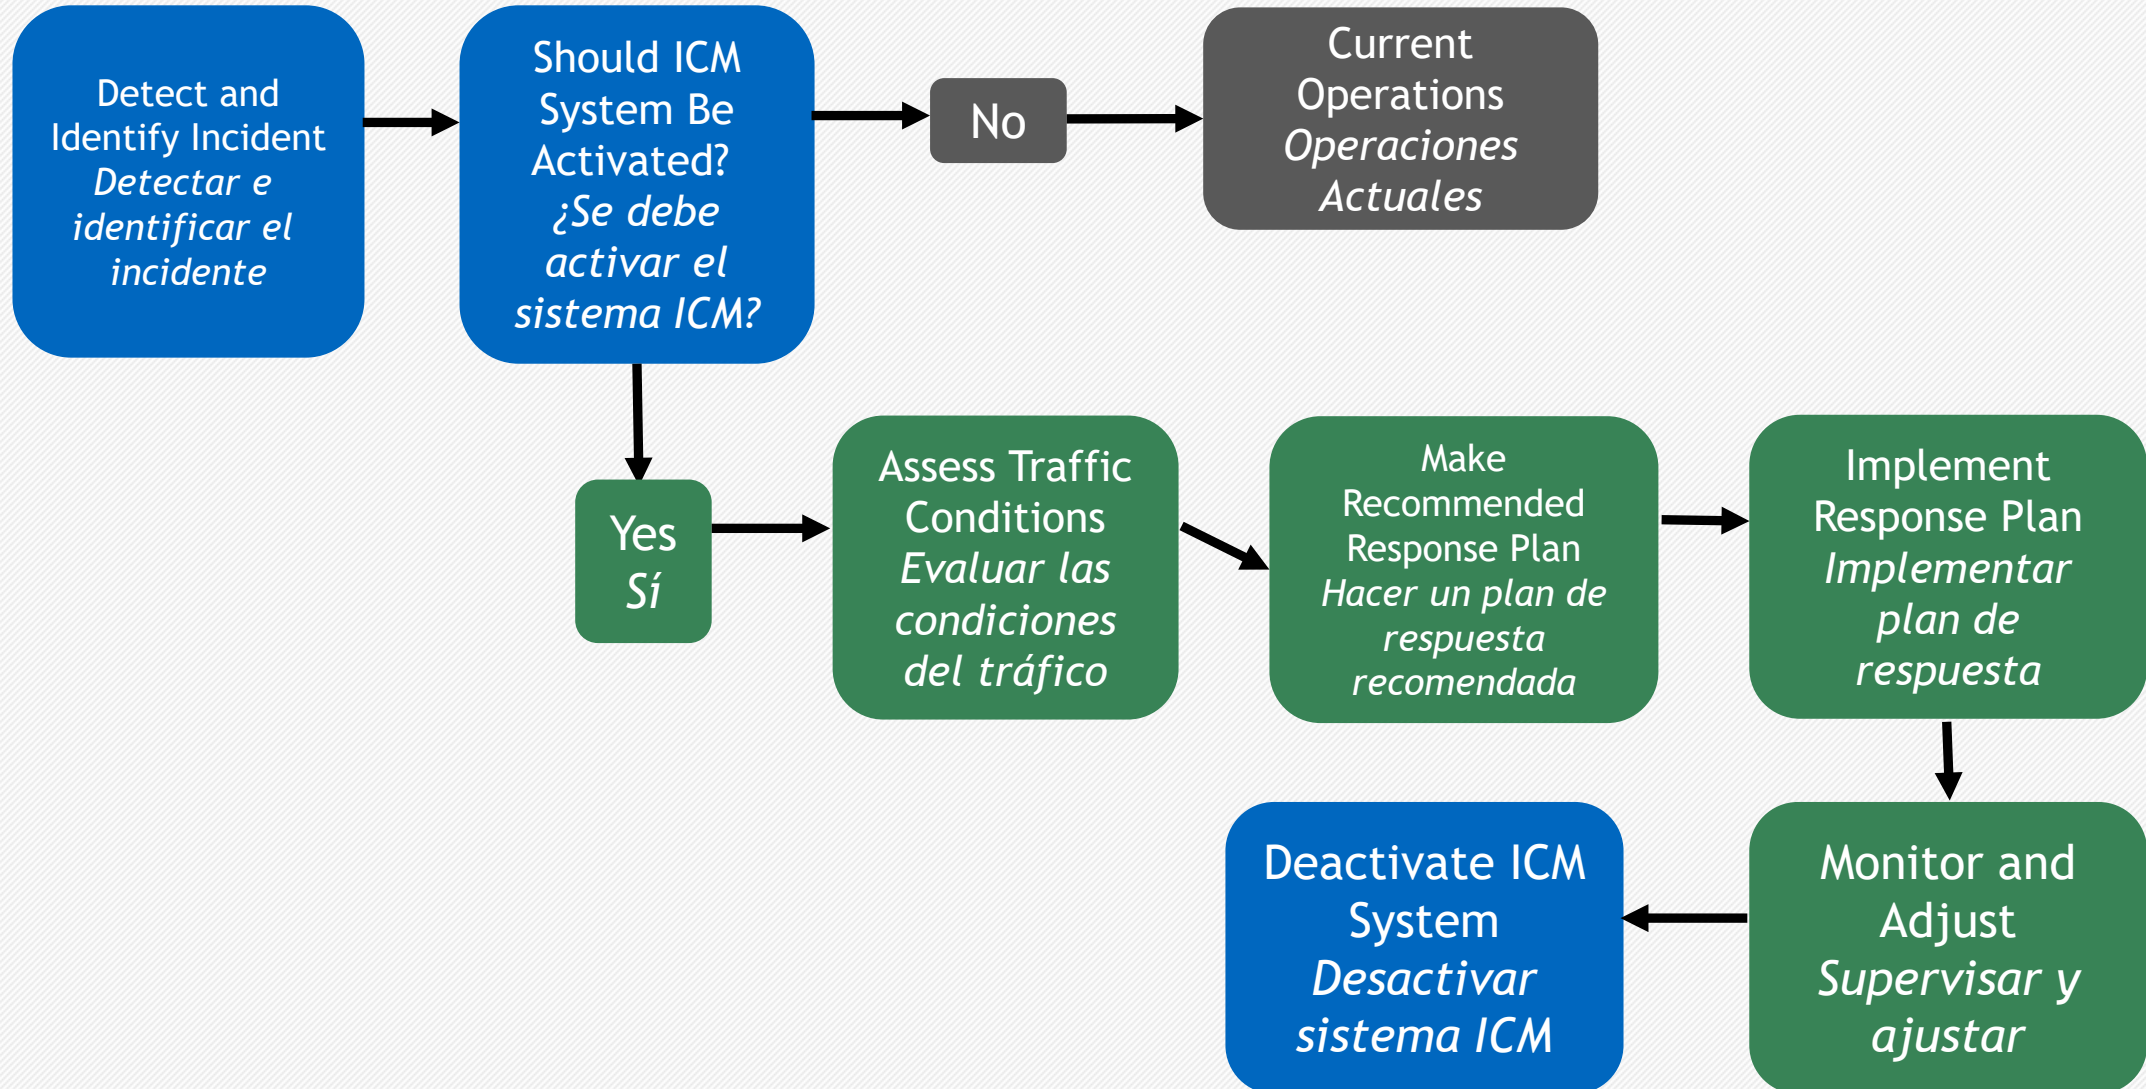 Detect and
Identify Incident
Detectar e
identificar el
incidente
Should ICM
System Be
Activated?
¿Se debe
activar el
sistema ICM?
No
Current
Operations
Operaciones
Actuales
Yes
Sí
Assess Traffic
Conditions
Evaluar las
condiciones
del tráfico
Make
Recommended
Response Plan
Hacer un plan de
respuesta
recomendada
Implement
Response Plan
Implementar
plan de
respuesta
Monitor and
Adjust
Supervisar y
ajustar
Deactivate ICM
System
Desactivar
sistema ICM